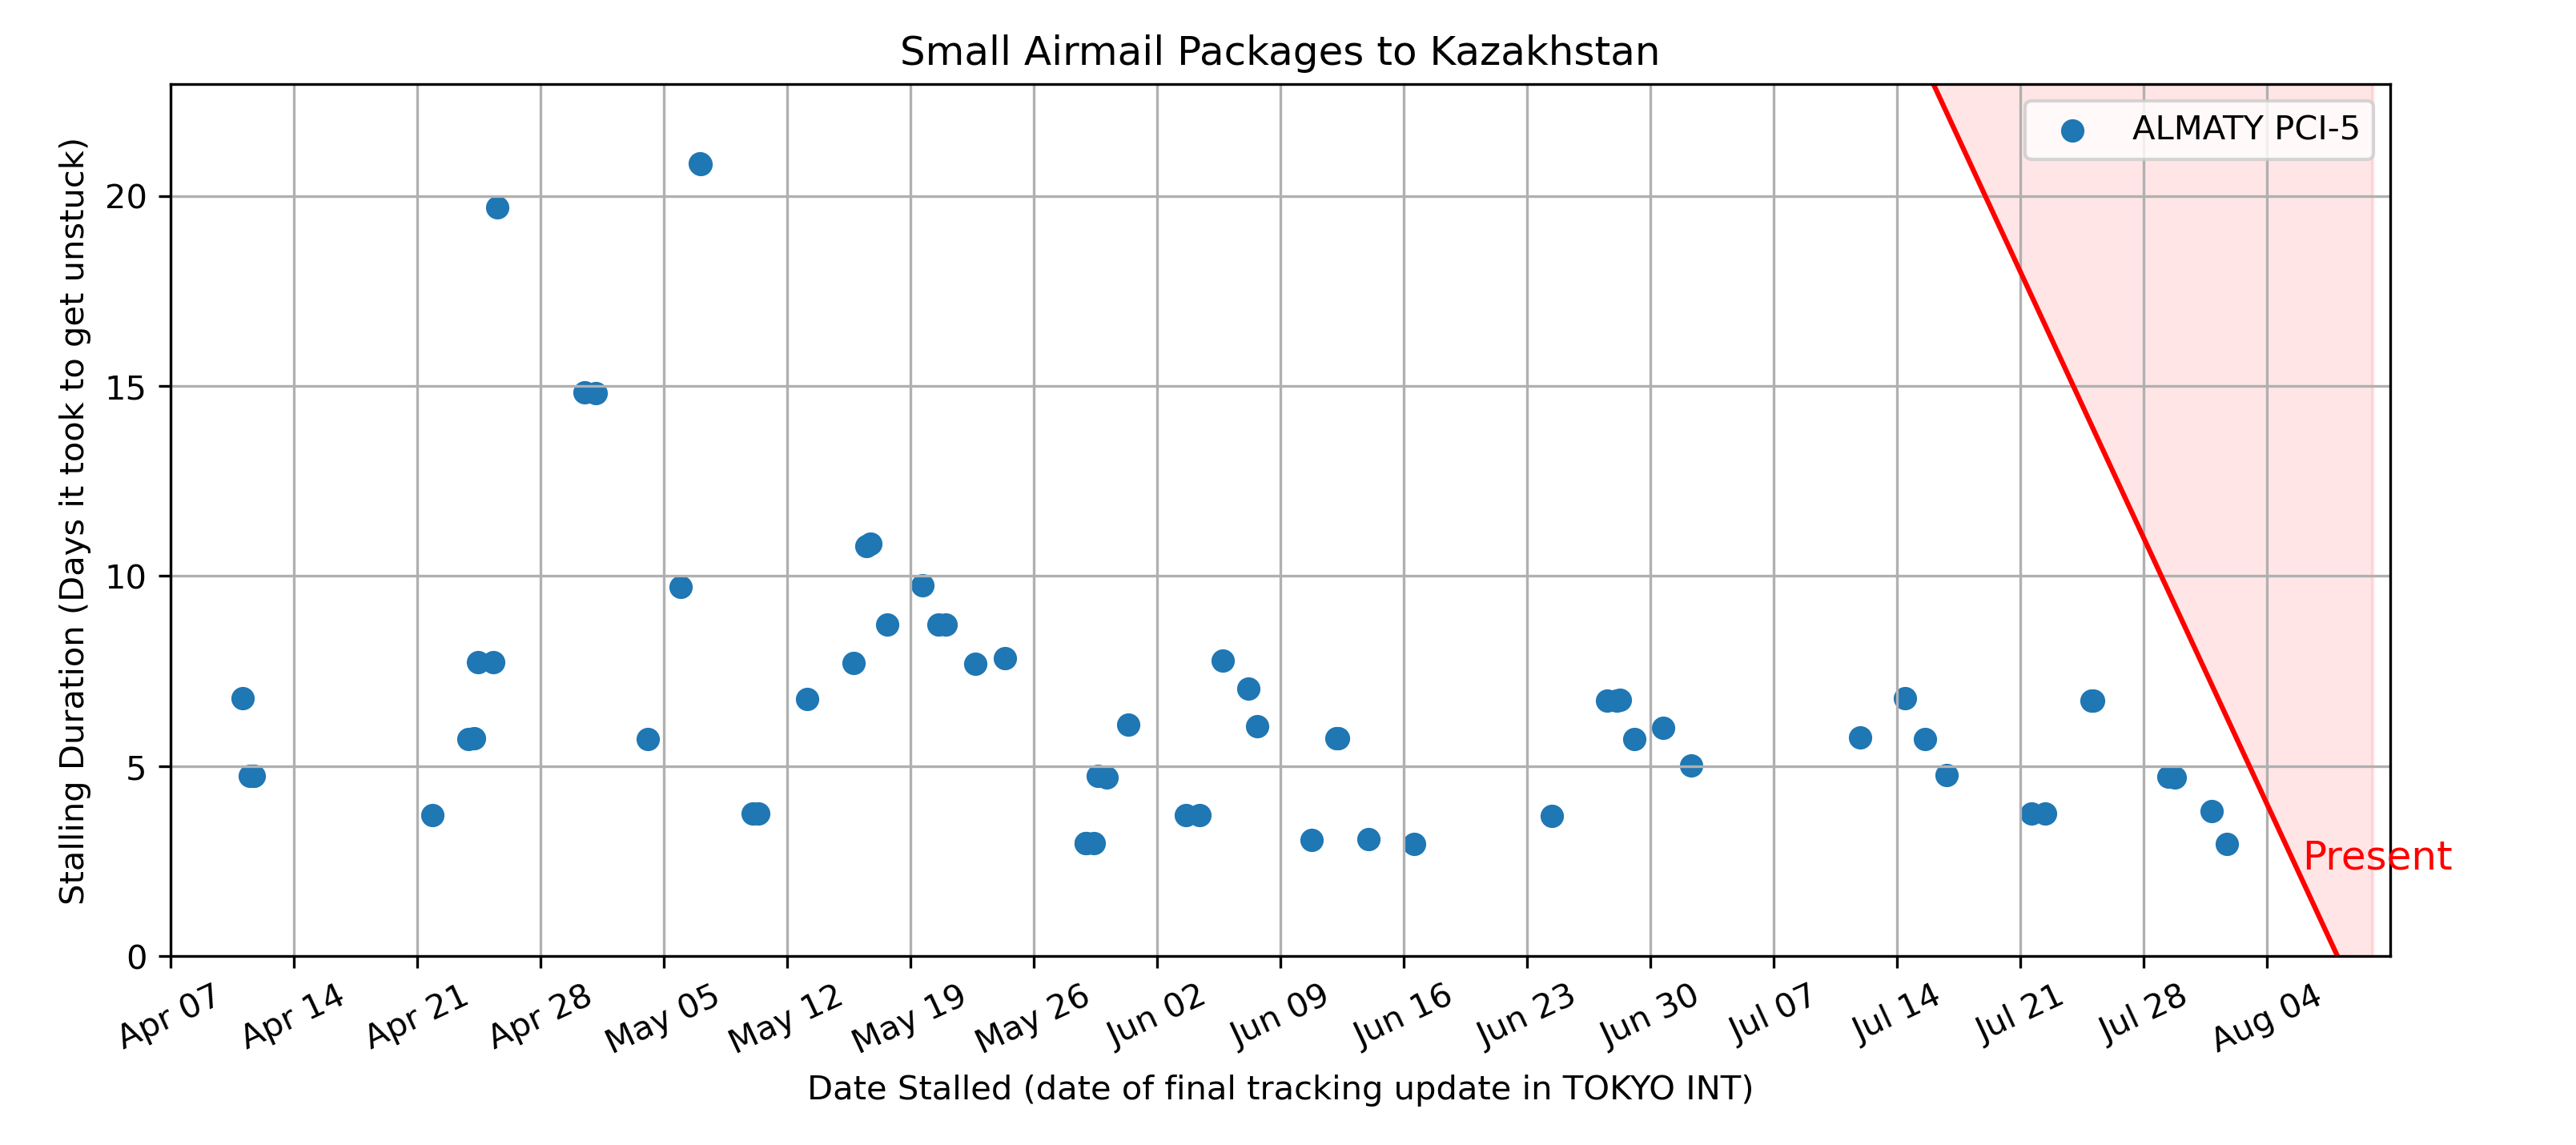 Small Airmail Packages to Kazakhstan
ALMATY PCI-5
Stalling Duration (Days it took to get unstuck)
20
15
10
5
0
Present
Apr 07
Apr 14
Apr 21
Apr 28
May 05
May 12
May 19
May 26
Jun 02
Jun 09
Jun 16
Jun 23
Jun 30
Jul 07
Jul 14
Jul 21
Jul 28
Aug 04
Date Stalled (date of final tracking update in TOKYO INT)